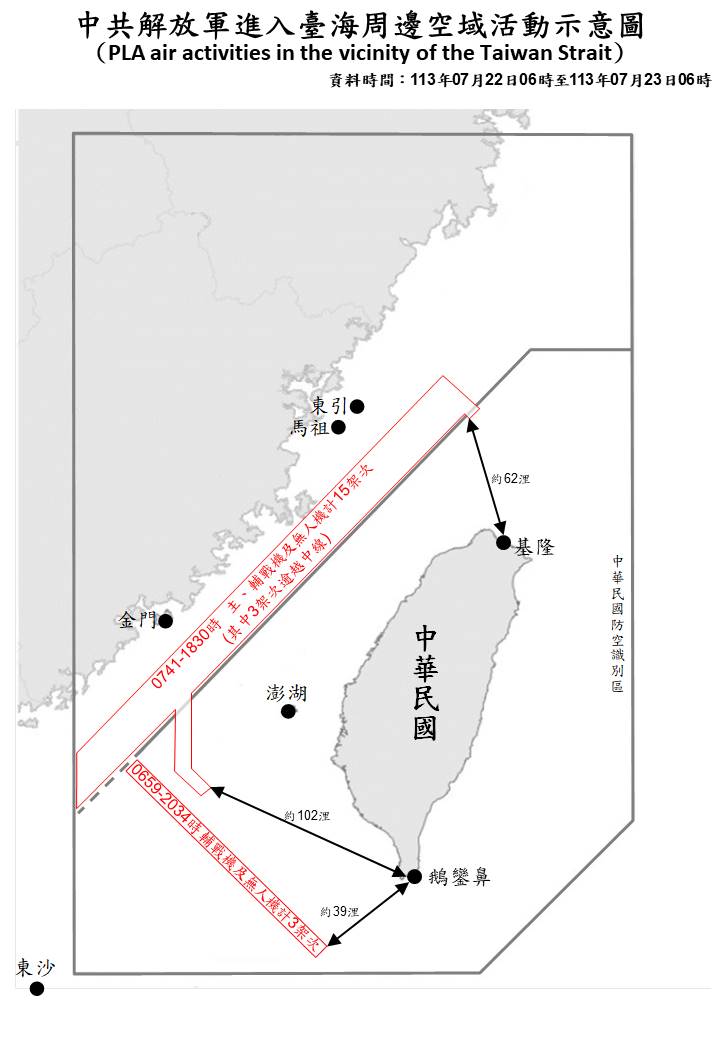 中共解放軍進入臺海周邊空域活動示意圖
（PLA air activities in the vicinity of the Taiwan Strait）
資料時間：113年07月22日06時至113年07月23日06時
東引
馬祖
約62浬
基隆
0741-1830時 主、輔戰機及無人機計15架次
(其中3架次逾越中線)
金門
中華民國防空識別區
中華民國
澎湖
0659-2034時輔戰機及無人機計3架次
約102浬
鵝鑾鼻
約39浬
東沙